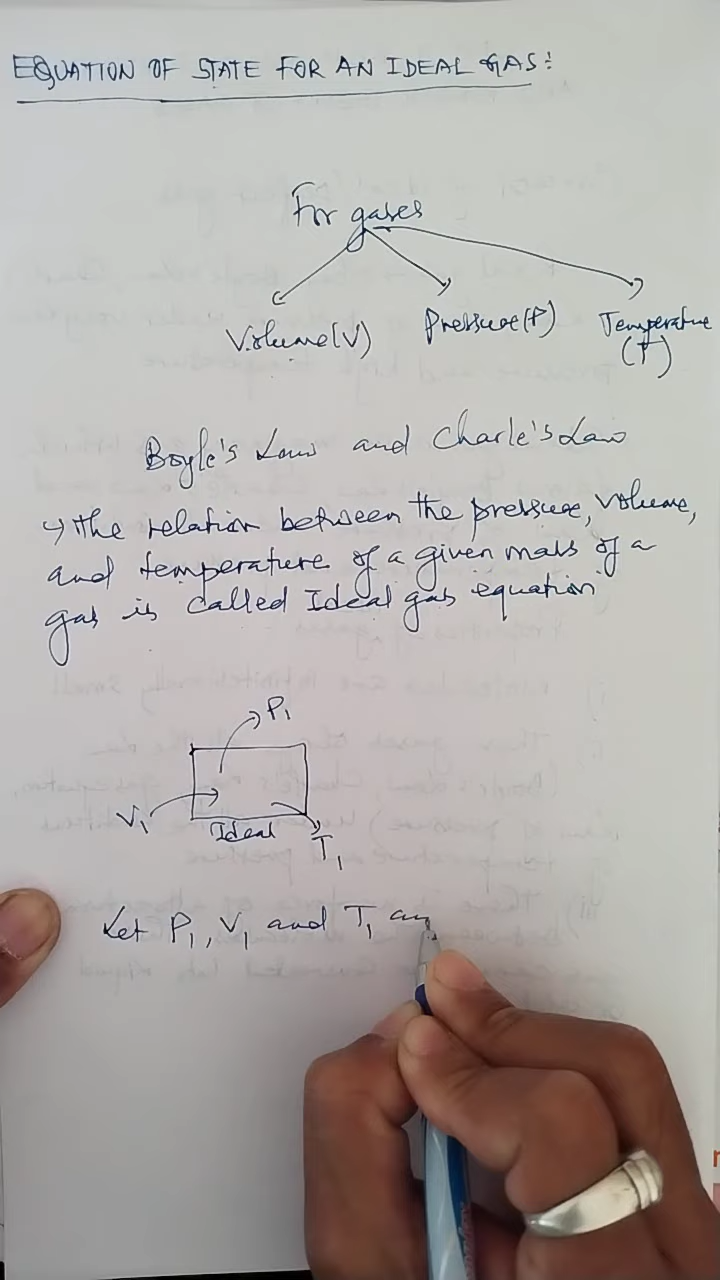 EQUATION OF STATE FOR AN IDEAL GAS:
For gases
Volume(V) Pressure(P) Temperature
(T)
Boyle's Law and Charle's Law
↪ The relation between the pressure, volume,
and temperature of a given mass of a
gas is called Ideal gas equation
P₁
V₁
Ideal
T₁
Let P₁, V₁ and T₁ an